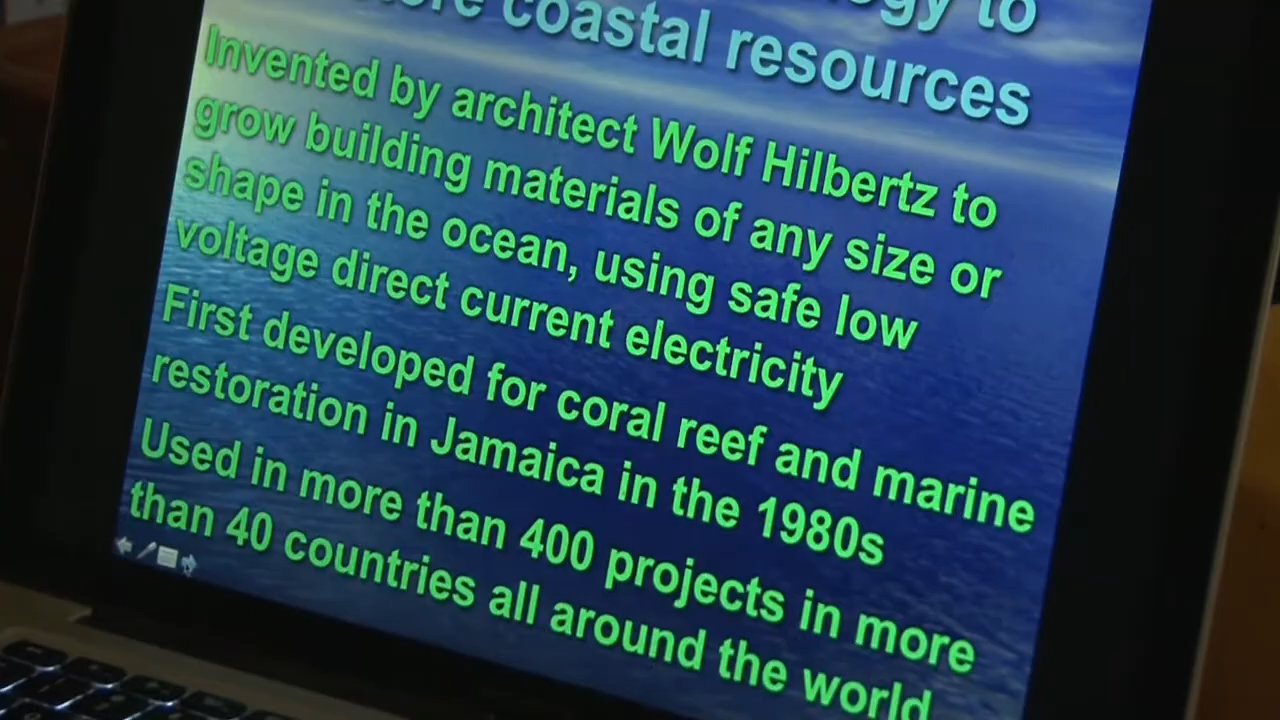 to
coastal resources
Invented by architect Wolf Hilbertz to
grow building materials of any size or
shape in the ocean, using safe low
voltage direct current electricity
First developed for coral reef and marine
restoration in Jamaica in the 1980s
Used in more than 400 projects in more
than 40 countries all around the world